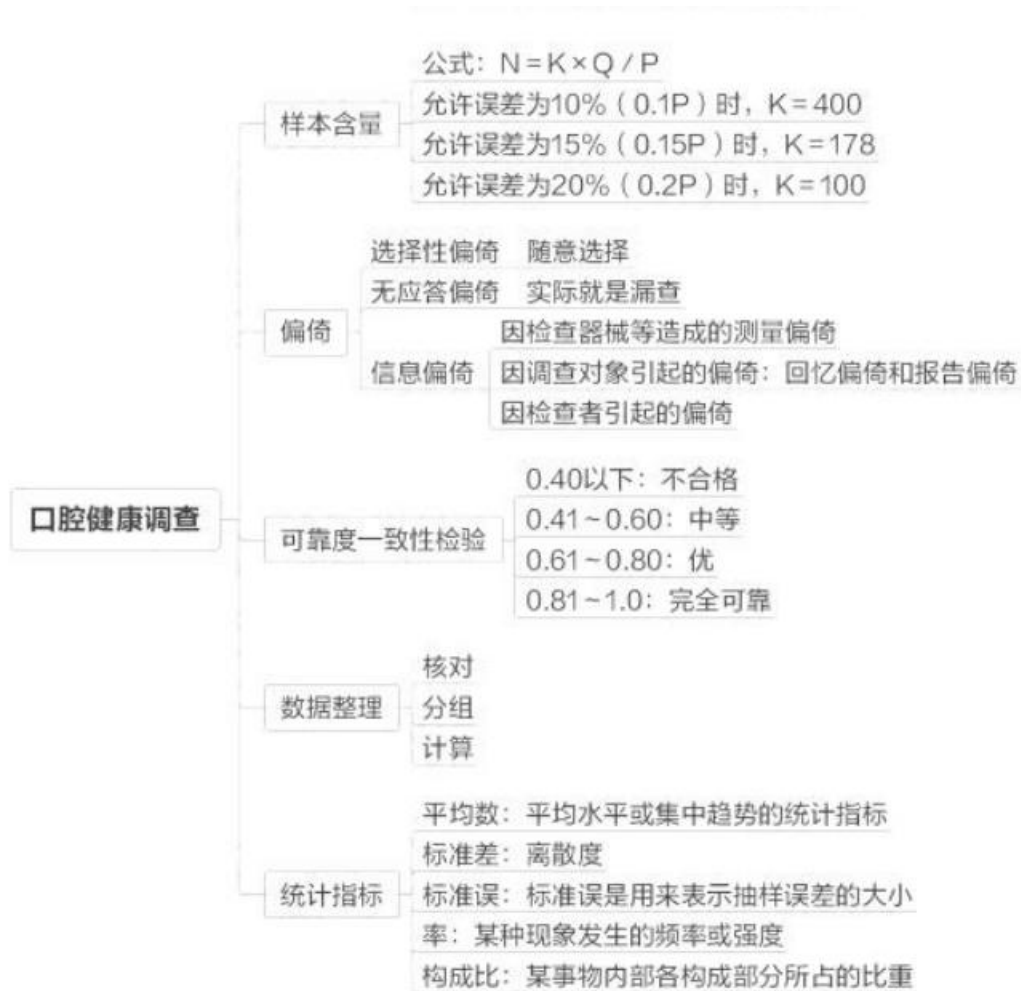 公式：N=K×Q/P
样本含量
允许误差为10%（0.1P）时，K=400
允许误差为15%（0.15P）时，K=178
允许误差为20%（0.2P）时，K=100
选择性偏倚 随意选择
无应答偏倚 实际就是漏查
偏倚
因检查器械等造成的测量偏倚
信息偏倚
因调查对象引起的偏倚：回忆偏倚和报告偏倚
因检查者引起的偏倚
口腔健康调查
0.40以下：不合格
0.41~0.60：中等
可靠度一致性检验
0.61~0.80：优
0.81~1.0：完全可靠
核对
数据整理
分组
计算
平均数：平均水平或集中趋势的统计指标
标准差：离散度
统计指标
标准误：标准误是用来表示抽样误差的大小
率：某种现象发生的频率或强度
构成比：某事物内部各构成部分所占的比重